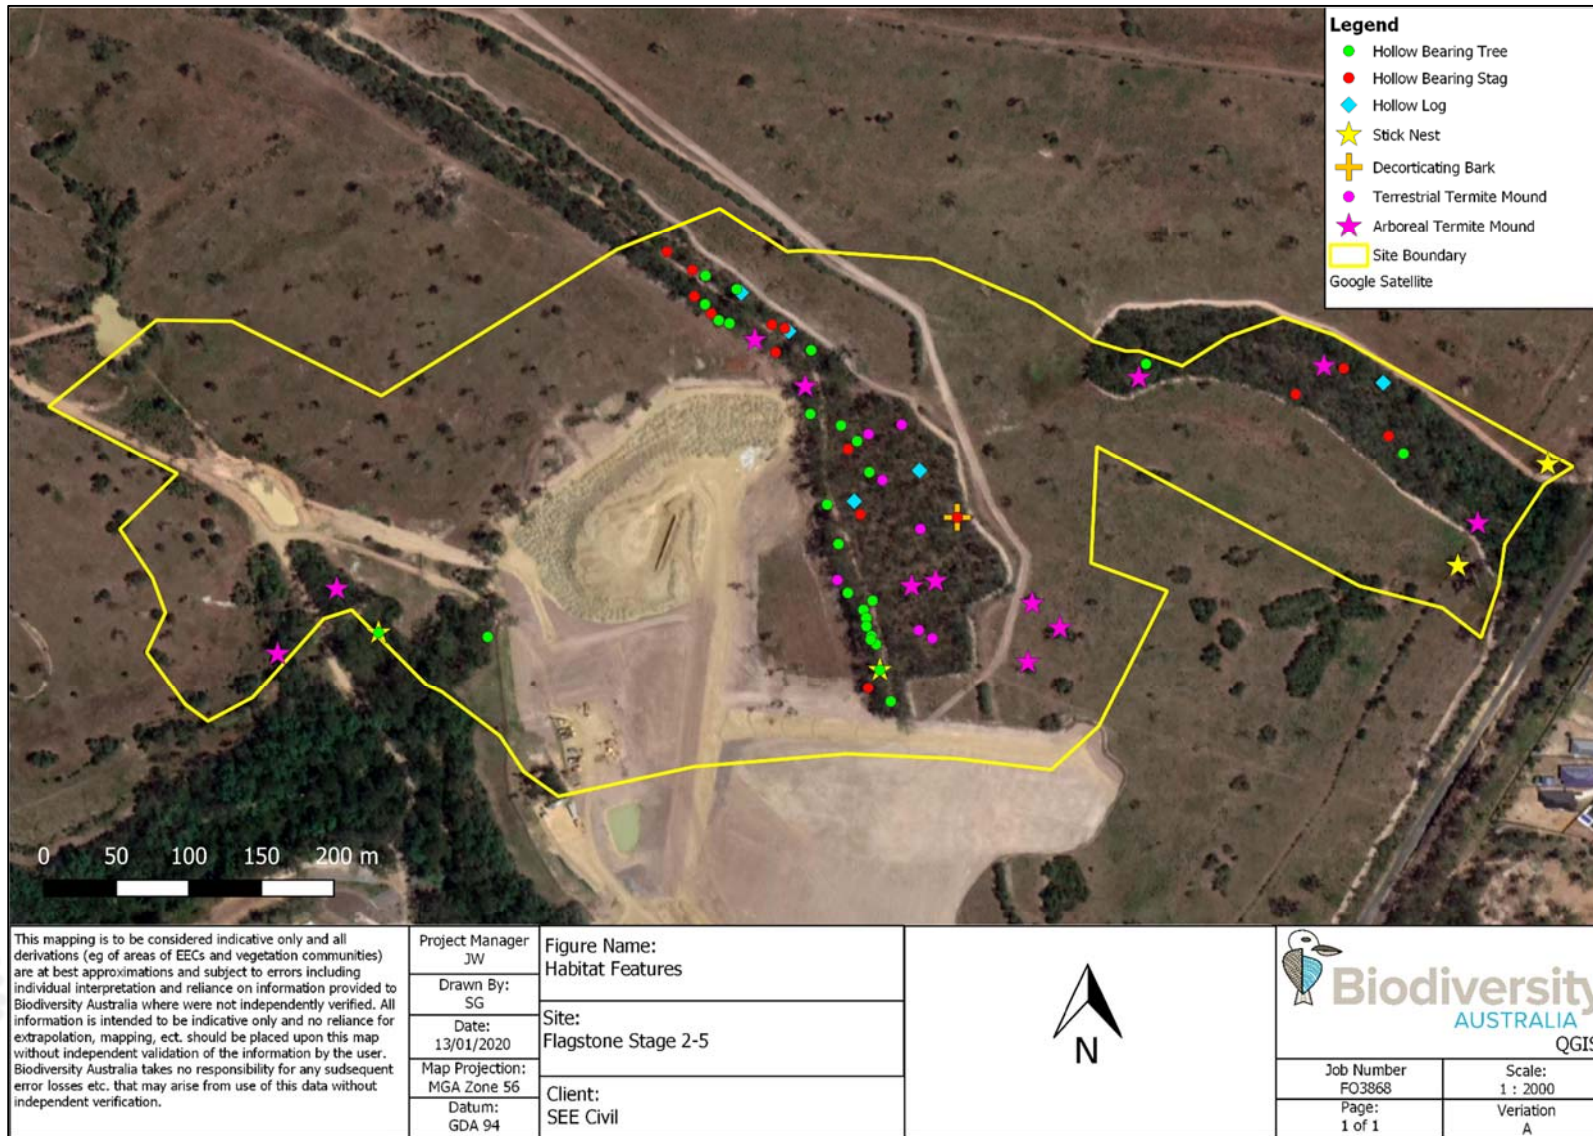 Legend
Hollow Bearing Tree
Hollow Bearing Stag
Hollow Log
Stick Nest
Decorticating Bark
Terrestrial Termite Mound
Arboreal Termite Mound
Site Boundary
Google Satellite
0 50 100 150 200 m
This mapping is to be considered indicative only and all
derivations (eg of areas of EECs and vegetation communities)
are at best approximations and subject to errors including
individual interpretation and reliance on information provided to
Biodiversity Australia where were not independently verified. All
information is intended to be indicative only and no reliance for
extrapolation, mapping, ect. should be placed upon this map
without independent validation of the information by the user.
Biodiversity Australia takes no responsibility for any sudsequent
error losses etc. that may arise from use of this data without
independent verification.
Project Manager
JW
Drawn By:
SG
Date:
13/01/2020
Map Projection:
MGA Zone 56
Datum:
GDA 94
Figure Name:
Habitat Features
Site:
Flagstone Stage 2-5
Client:
SEE Civil
N
Biodiversity
AUSTRALIA
QGIS
Job Number
FO3868
Scale:
1 : 2000
Page:
1 of 1
Veriation
A